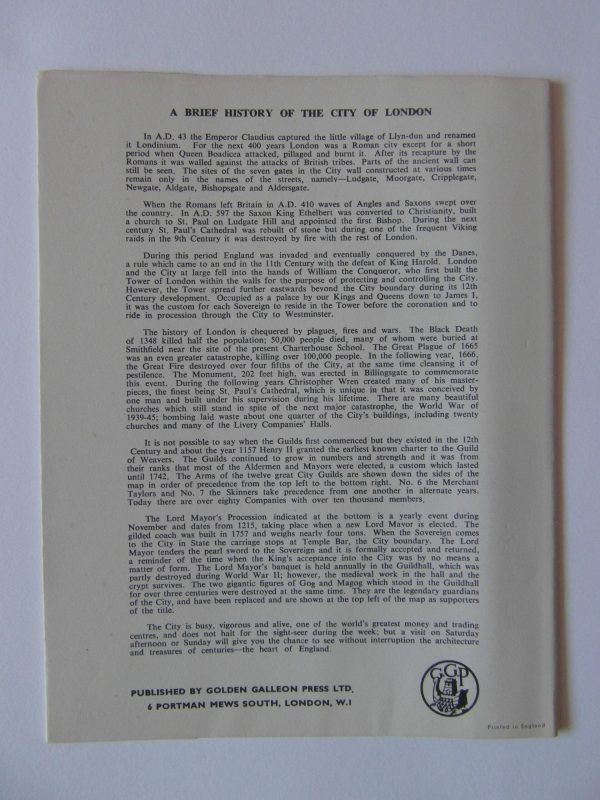 A BRIEF HISTORY OF THE CITY OF LONDON
In A.D. 43 the Emperor Claudius captured the little village of Llyn-dun and renamed
it Londinium. For the next 400 years London was a Roman city except for a short
period when Queen Boadicea attacked, pillaged and burnt it. After its recapture by the
Romans it was walled against the attacks of British tribes. Parts of the ancient wall can
still be seen. The sites of the seven gates in the City wall constructed at various times
remain only in the names of the streets, namely—Ludgate, Moorgate, Cripplegate,
Newgate, Aldgate, Bishopsgate and Aldersgate.
When the Romans left Britain in A.D. 410 waves of Angles and Saxons swept over
the country. In A.D. 597 the Saxon King Ethelbert was converted to Christianity, built
a church to St. Paul on Ludgate Hill and appointed the first Bishop. During the next
century St. Paul's Cathedral was rebuilt of stone but during one of the frequent Viking
raids in the 9th Century it was destroyed by fire with the rest of London.
During this period England was invaded and eventually conquered by the Danes,
a rule which came to an end in the 11th Century with the defeat of King Harold. London
and the City at large fell into the hands of William the Conqueror, who first built the
Tower of London within the walls for the purpose of protecting and controlling the City.
However, the Tower spread further eastwards beyond the City boundary during its 12th
Century development. Occupied as a palace by our Kings and Queens down to James I,
it was the custom for each Sovereign to reside in the Tower before the coronation and to
ride in procession through the City to Westminster.
The history of London is chequered by plagues, fires and wars. The Black Death
of 1348 killed half the population; 50,000 people died, many of whom were buried at
Smithfield near the site of the present Charterhouse School. The Great Plague of 1665
was an even greater catastrophe, killing over 100,000 people. In the following year, 1666,
the Great Fire destroyed over four fifths of the City, at the same time cleansing it of
pestilence. The Monument, 202 feet high, was erected in Billingsgate to commemorate
this event. During the following years Christopher Wren created many of his master-
pieces, the finest being St. Paul's Cathedral, which is unique in that it was conceived by
one man and built under his supervision during his lifetime. There are many beautiful
churches which still stand in spite of the next major catastrophe, the World War of
1939-45; bombing laid waste about one quarter of the City's buildings, including twenty
churches and many of the Livery Companies' Halls.
It is not possible to say when the Guilds first commenced but they existed in the 12th
Century and about the year 1157 Henry II granted the earliest known charter to the Guild
of Weavers. The Guilds continued to grow in numbers and strength and it was from
their ranks that most of the Aldermen and Mayors were elected, a custom which lasted
until 1742. The Arms of the twelve great City Guilds are shown down the sides of the
map in order of precedence from the top left to the bottom right. No. 6 the Merchant
Taylors and No. 7 the Skinners take precedence from one another in alternate years.
Today there are over eighty Companies with over ten thousand members.
The Lord Mayor's Procession indicated at the bottom is a yearly event during
November and dates from 1215, taking place when a new Lord Mayor is elected. The
gilded coach was built in 1757 and weighs nearly four tons. When the Sovereign comes
to the City in State the carriage stops at Temple Bar, the City boundary. The Lord
Mayor tenders the pearl sword to the Sovereign and it is formally accepted and returned,
a reminder of the time when the King's acceptance into the City was by no means a
matter of form. The Lord Mayor's banquet is held annually in the Guildhall, which was
partly destroyed during World War II; however, the medieval work in the hall and the
crypt survives. The two gigantic figures of Gog and Magog which stood in the Guildhall
for over three centuries were destroyed at the same time. They are the legendary guardians
of the City, and have been replaced and are shown at the top left of the map as supporters
of the title.
The City is busy, vigorous and alive, one of the world's greatest money and trading
centres, and does not halt for the sight-seer during the week; but a visit on Saturday
afternoon or Sunday will give you the chance to see without interruption the architecture
and treasures of centuries—the heart of England.
PUBLISHED BY GOLDEN GALLEON PRESS LTD.
6 PORTMAN MEWS SOUTH, LONDON, W.1
GGP
Printed in England